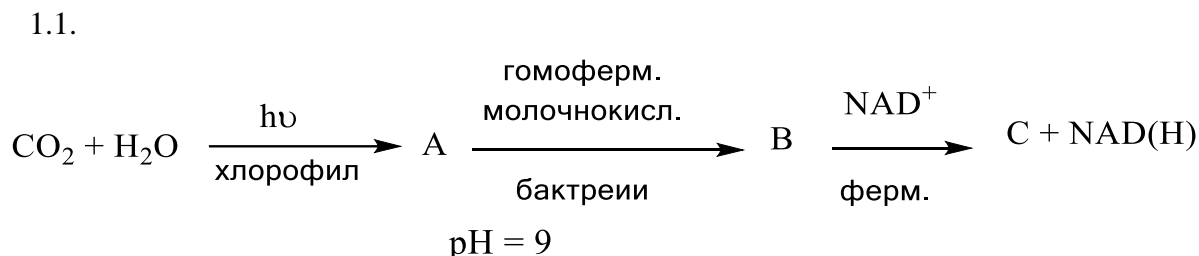 1.1.
CO2 + H2O hυ хлорофил A гомоферм. молочнокисл. бактреии pH = 9 B NAD+ ферм. C + NAD(H)